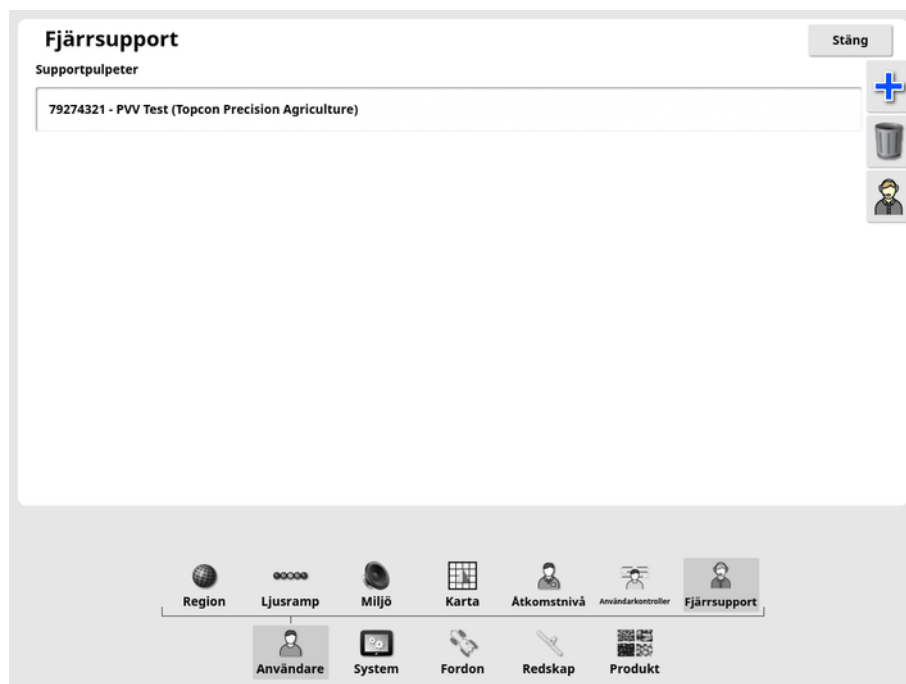 Fjärrsupport
Stäng
Supportpulpeter
79274321 - PVV Test (Topcon Precision Agriculture)
Region
Ljusramp
Miljö
Karta
Åtkomstnivå
Användarkontroller
Fjärrsupport
Användare
System
Fordon
Redskap
Produkt